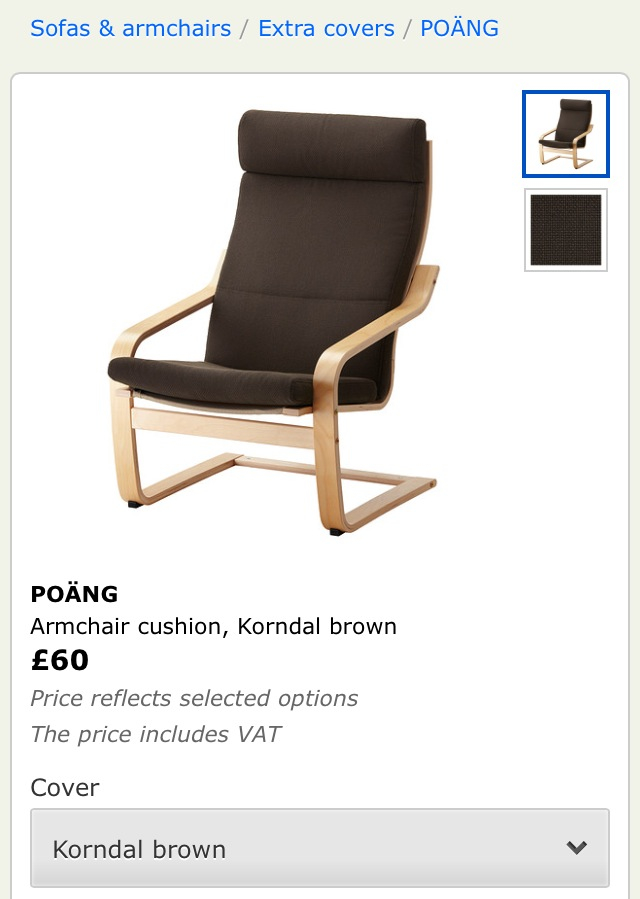 Sofas & armchairs / Extra covers / POÄNG
POÄNG
Armchair cushion, Korndal brown
£60
Price reflects selected options
The price includes VAT
Cover
Korndal brown